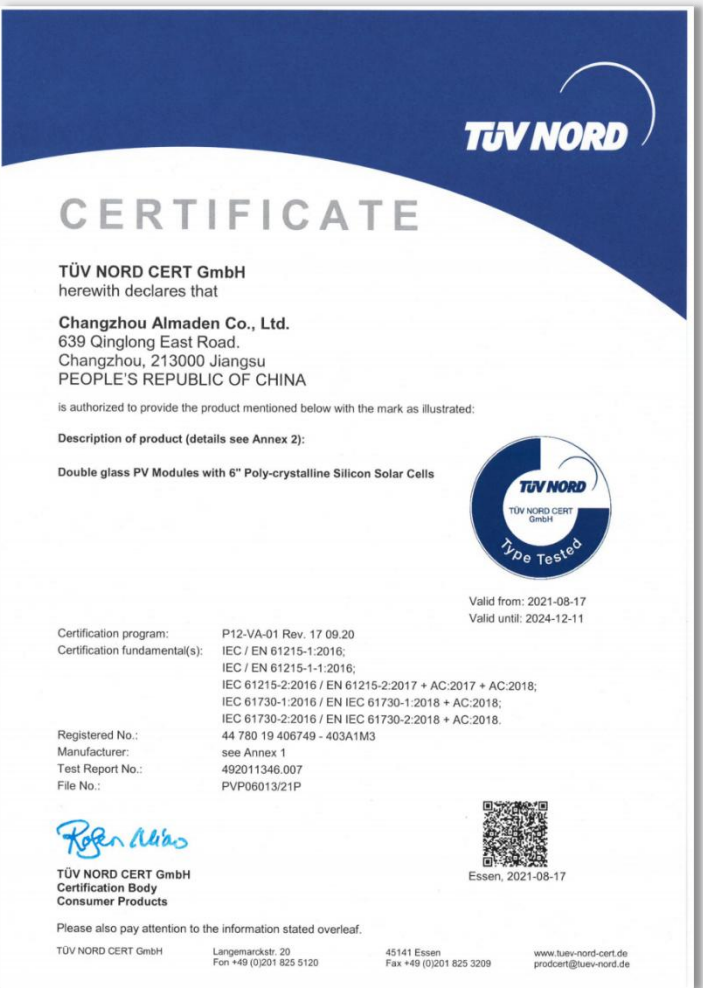 TÜV NORD
CERTIFICATE
TÜV NORD CERT GmbH
herewith declares that
Changzhou Almaden Co., Ltd.
639 Qinglong East Road.
Changzhou, 213000 Jiangsu
PEOPLE'S REPUBLIC OF CHINA
is authorized to provide the product mentioned below with the mark as illustrated:
Description of product (details see Annex 2):
Double glass PV Modules with 6" Poly-crystalline Silicon Solar Cells
TÜV NORD
TÜV NORD CERT
GmbH
Type Tested
Valid from: 2021-08-17
Valid until: 2024-12-11
Certification program: P12-VA-01 Rev. 17 09.20
Certification fundamental(s): IEC / EN 61215-1:2016;
IEC / EN 61215-1-1:2016;
IEC 61215-2:2016 / EN 61215-2:2017 + AC:2017 + AC:2018;
IEC 61730-1:2016 / EN IEC 61730-1:2018 + AC:2018;
IEC 61730-2:2016 / EN IEC 61730-2:2018 + AC:2018.
Registered No.: 44 780 19 406749 - 403A1M3
Manufacturer: see Annex 1
Test Report No.: 492011346.007
File No.: PVP06013/21P
TÜV NORD CERT GmbH
Certification Body
Consumer Products
Essen, 2021-08-17
Please also pay attention to the information stated overleaf.
TÜV NORD CERT GmbH Langemarckstr. 20 45141 Essen www.tuev-nord-cert.de
Fon +49 (0)201 825 5120 Fax +49 (0)201 825 3209 prodcert@tuev-nord.de